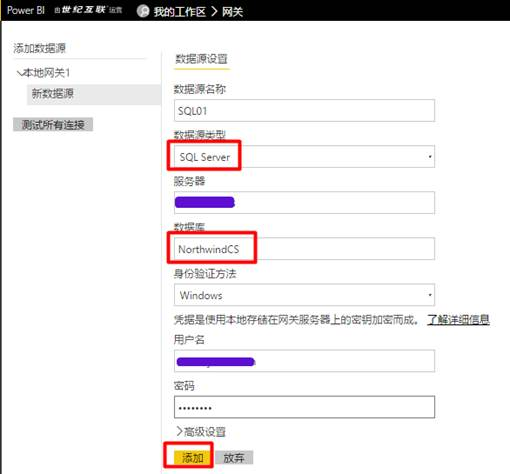 Power BI 由世纪互联运营 我的工作区 > 网关
添加数据源
本地网关1
新数据源
测试所有连接
数据源设置
数据源名称
SQL01
数据源类型
SQL Server
服务器
数据库
NorthwindCS
身份验证方法
Windows
凭据是使用本地存储在网关服务器上的密钥加密而成。 了解详细信息
用户名
密码
••••••••
>高级设置
添加 放弃